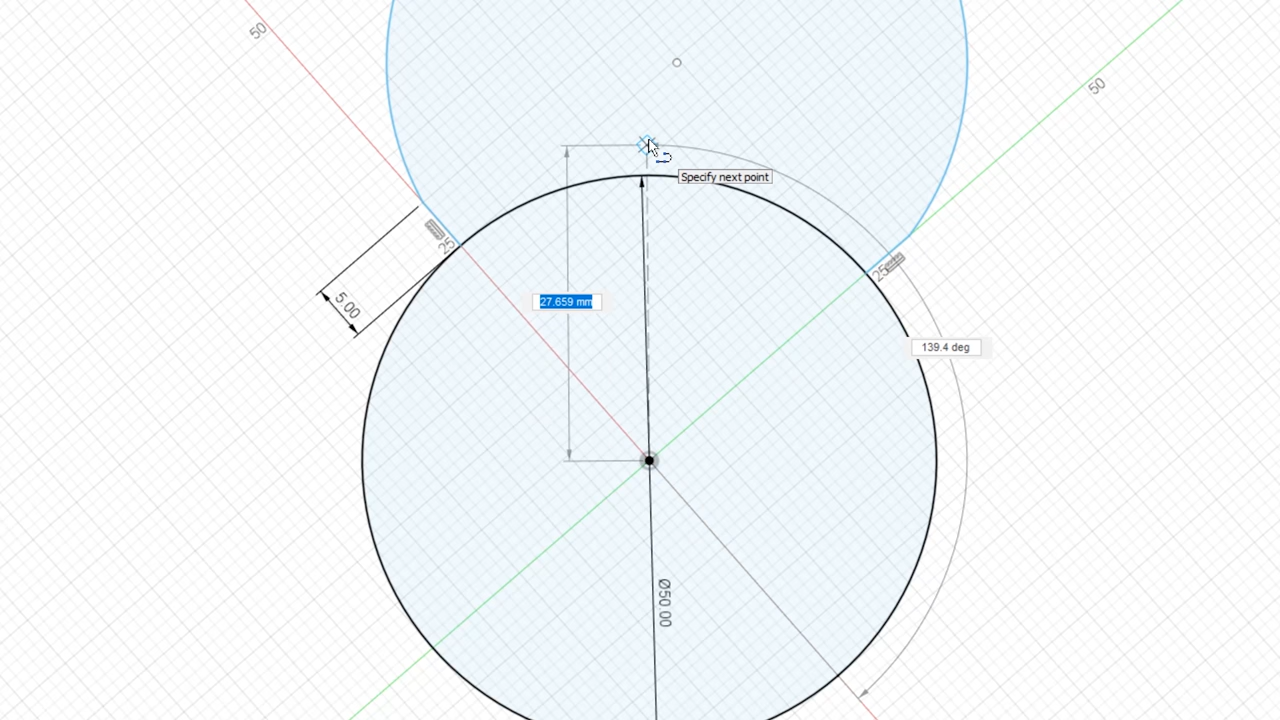 50
50
Specify next point
25
25
5.00
27.659 mm
139.4 deg
Ø50.00